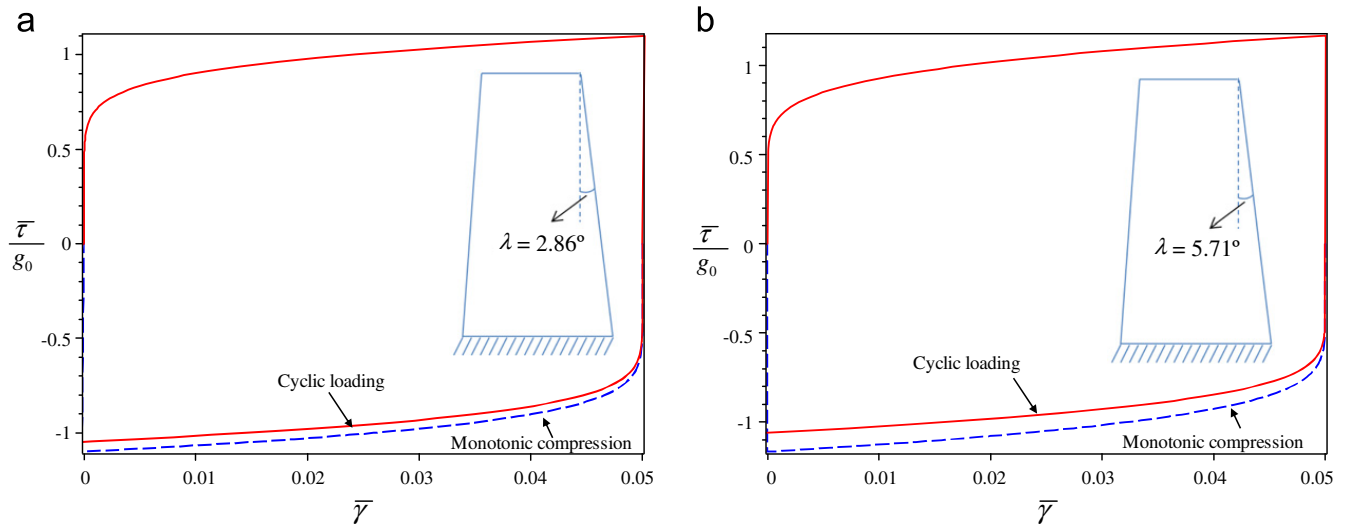 a
1
0.5
0
-0.5
-1
τ̅
g₀
λ = 2.86º
Cyclic loading
Monotonic compression
0 0.01 0.02 0.03 0.04 0.05
γ̅
b
1
0.5
0
-0.5
-1
τ̅
g₀
λ = 5.71º
Cyclic loading
Monotonic compression
0 0.01 0.02 0.03 0.04 0.05
γ̅